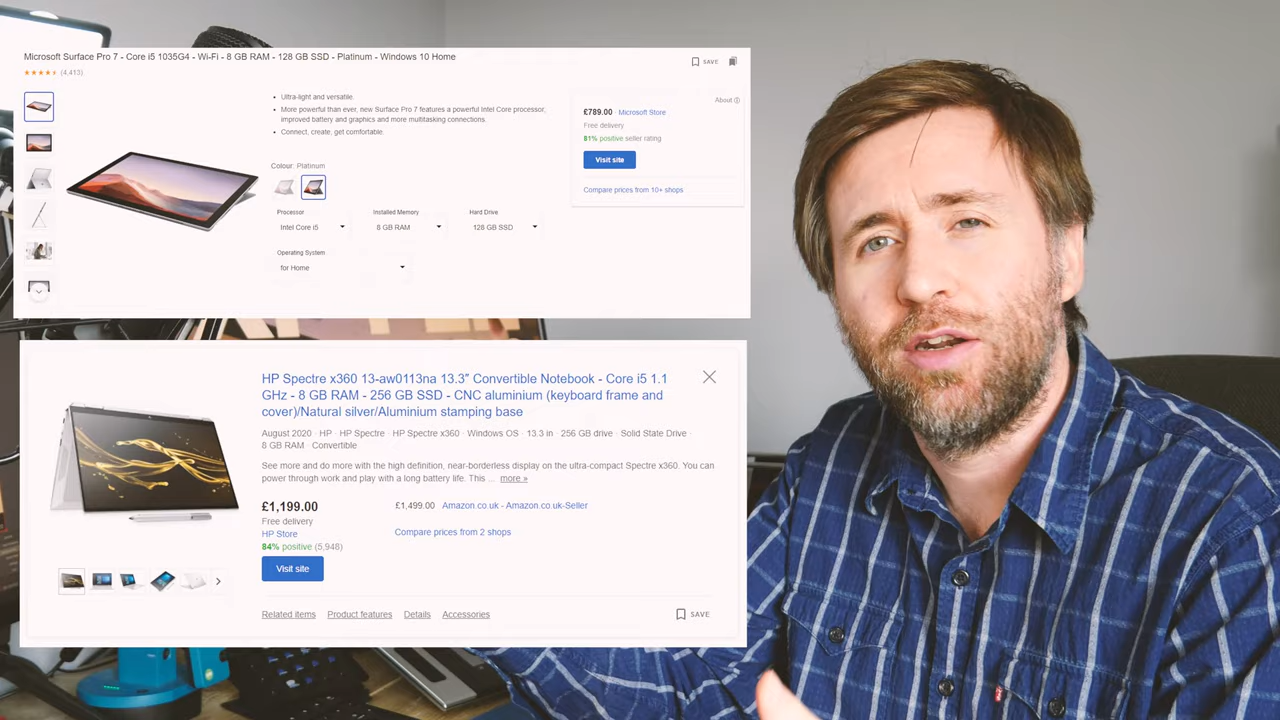 Microsoft Surface Pro 7 - Core i5 1035G4 - Wi-Fi - 8 GB RAM - 128 GB SSD - Platinum - Windows 10 Home
SAVE
(4,413)
About
Ultra-light and versatile.
More powerful than ever, new Surface Pro 7 features a powerful Intel Core processor,
improved battery and graphics and more multitasking connections.
Connect, create, get comfortable.
£789.00 · Microsoft Store
Free delivery
81% positive seller rating
Visit site
Compare prices from 10+ shops
Colour: Platinum
Processor
Installed Memory
Hard Drive
Intel Core i5
8 GB RAM
128 GB SSD
Operating System
for Home
HP Spectre x360 13-aw0113na 13.3" Convertible Notebook - Core i5 1.1
GHz - 8 GB RAM - 256 GB SSD - CNC aluminium (keyboard frame and
cover)/Natural silver/Aluminium stamping base
August 2020 · HP · HP Spectre · HP Spectre x360 · Windows OS · 13.3 in · 256 GB drive · Solid State Drive ·
8 GB RAM · Convertible
See more and do more with the high definition, near-borderless display on the ultra-compact Spectre x360. You can
power through work and play with a long battery life. This ... more »
£1,199.00
Free delivery
HP Store
84% positive (5,948)
Visit site
£1,499.00 Amazon.co.uk - Amazon.co.uk-Seller
Compare prices from 2 shops
Related items Product features Details Accessories
SAVE